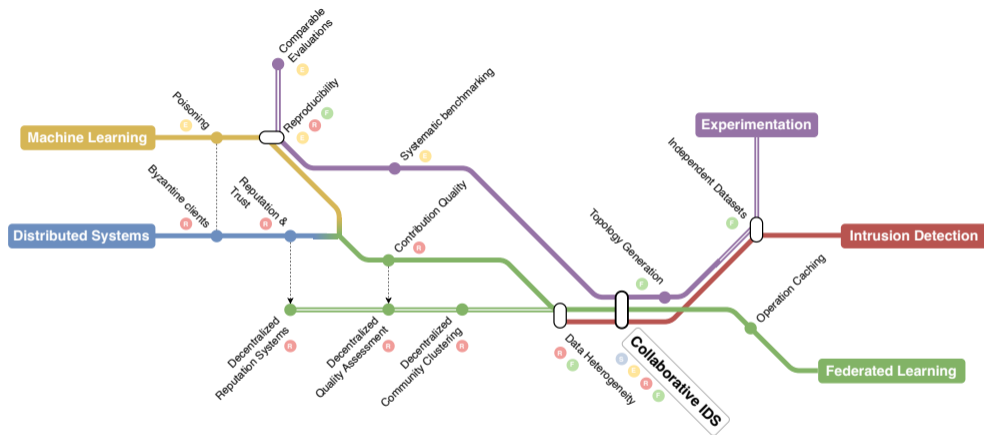 Comparable
Evaluations
E
Reproducibility
E
R
F
Poisoning
E
Machine Learning
Systematic benchmarking
E
Experimentation
Independent Datasets
F
Byzantine clients
R
Reputation &
Trust
R
Distributed Systems
Contribution Quality
R
Topology Generation
F
Intrusion Detection
Operation Caching
Decentralized
Reputation Systems
R
Decentralized
Quality Assessment
R
Decentralized
Community Clustering
R
Data Heterogeneity
R
F
Collaborative IDS
S
E
R
F
Federated Learning